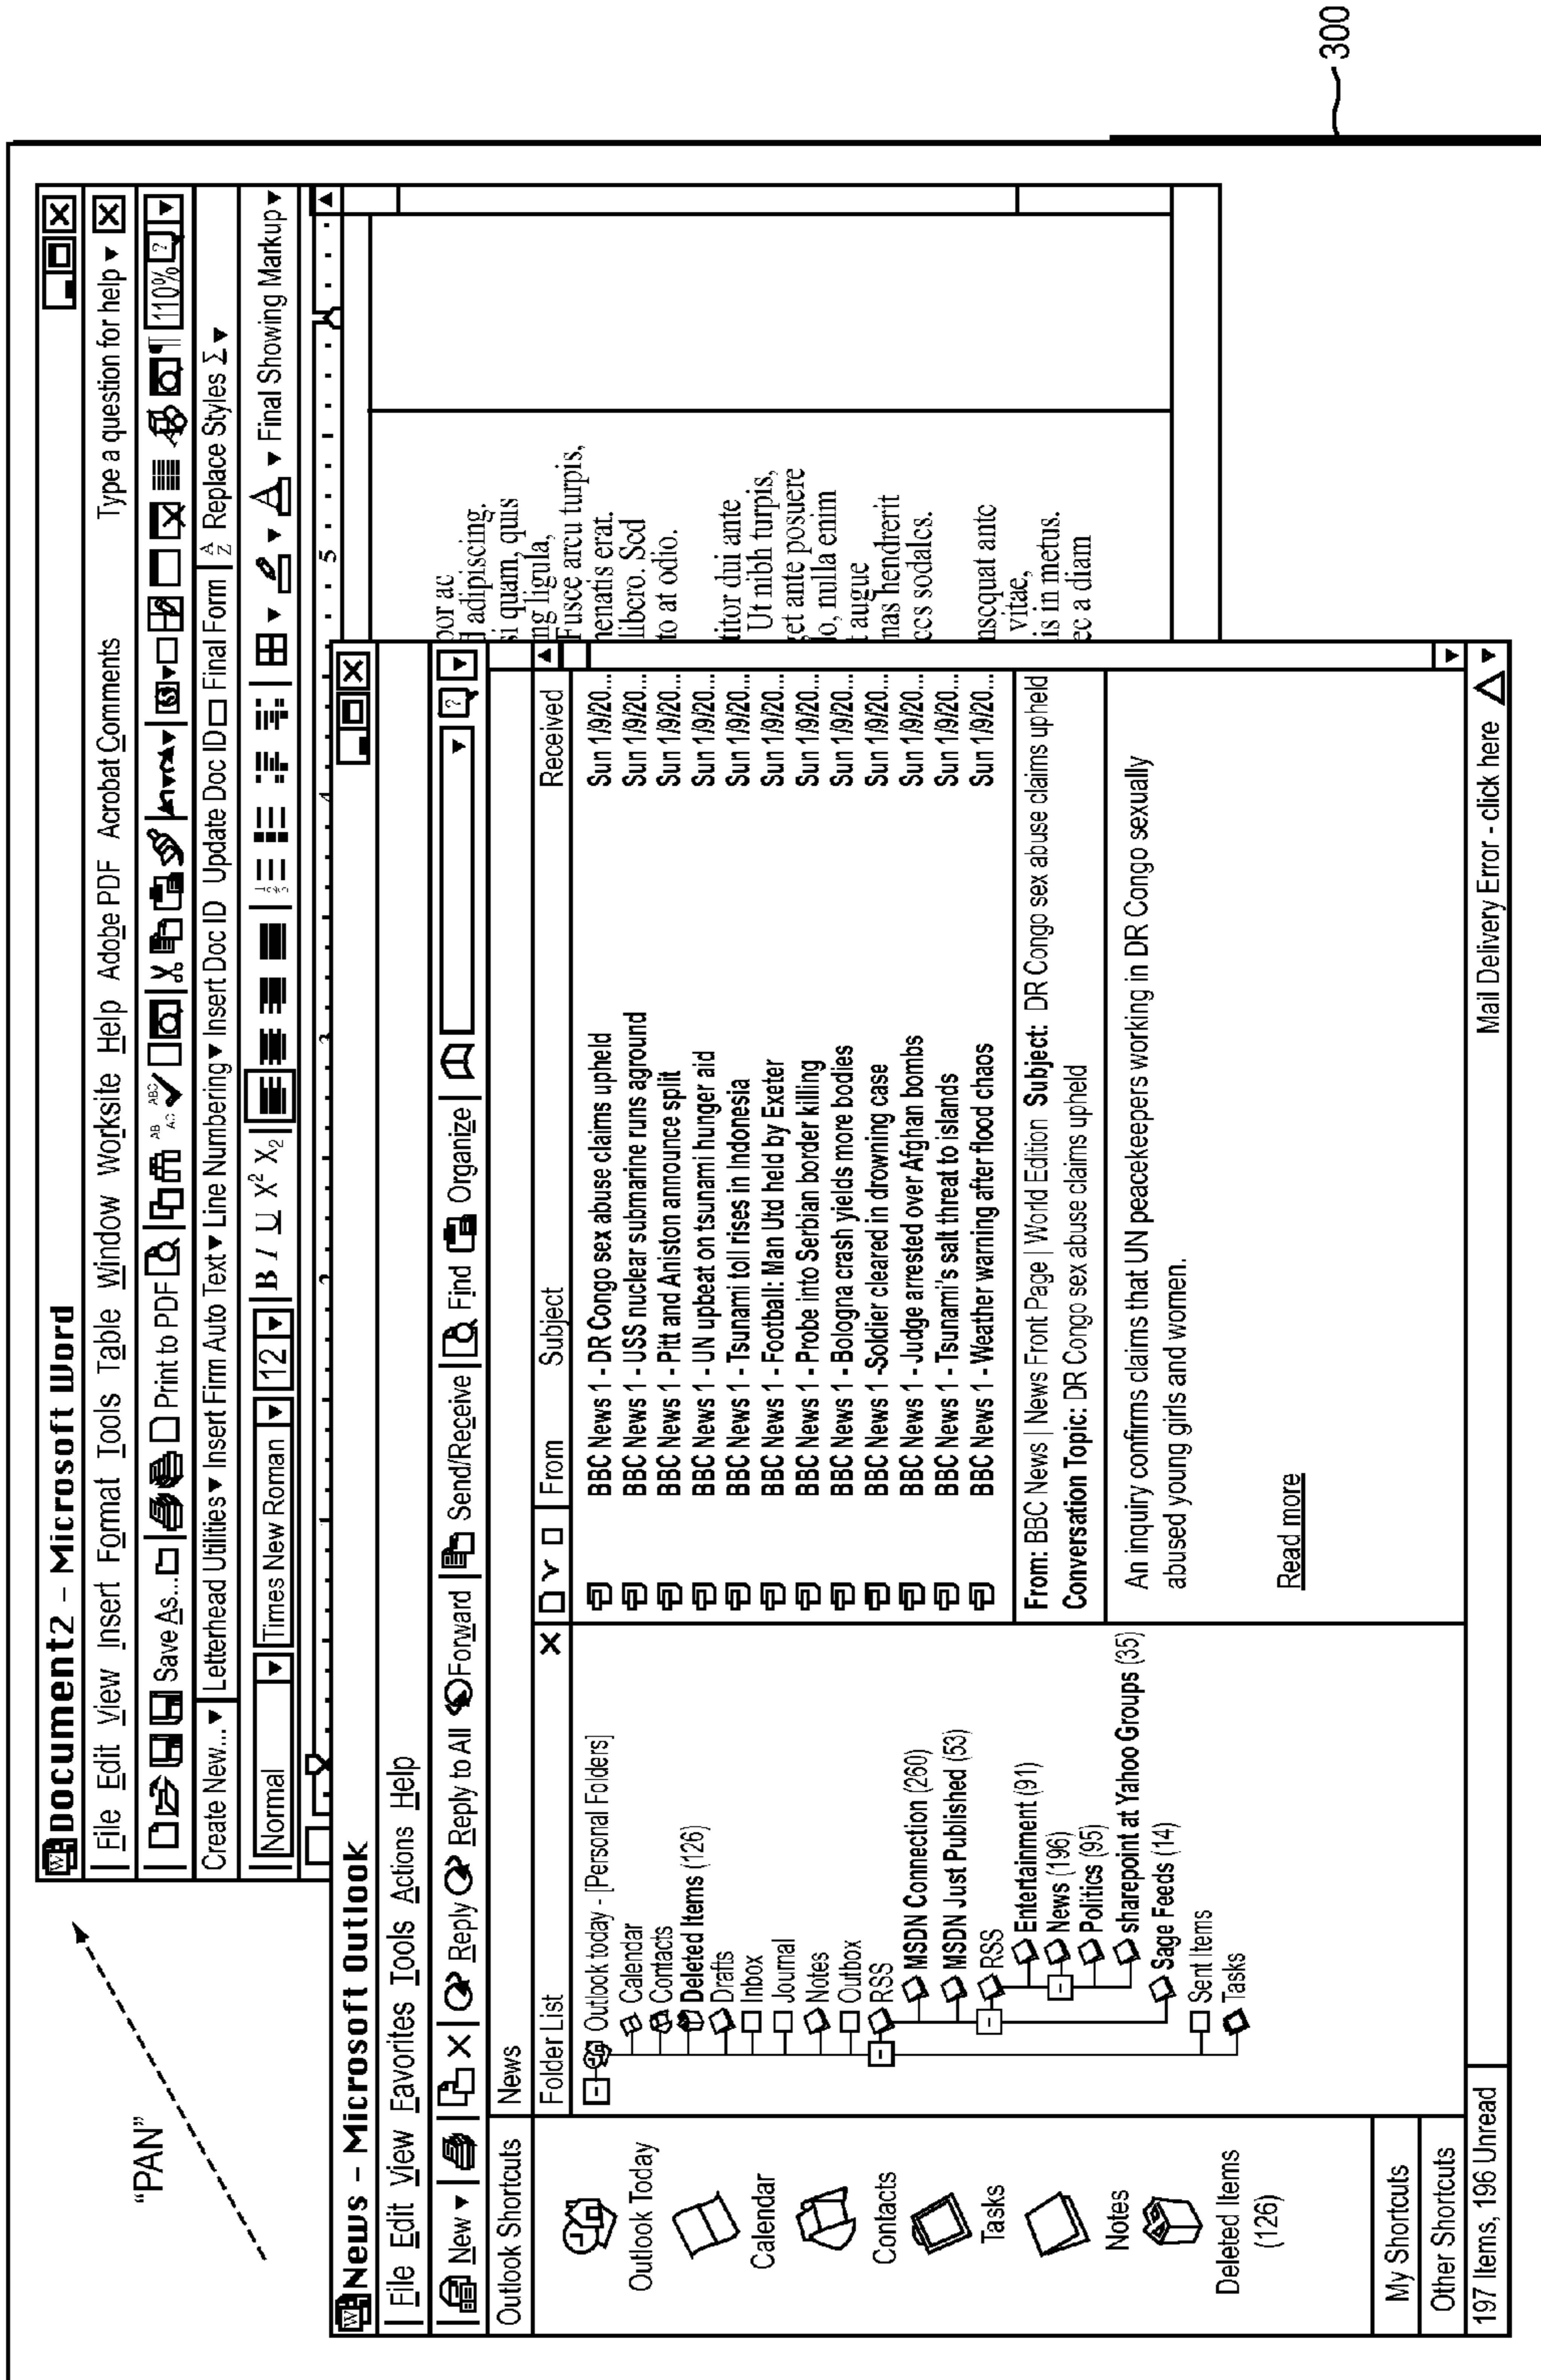 "PAN"
300
Document2 – Microsoft Word
File Edit View Insert Format Tools Table Window Worksite Help Adobe PDF Acrobat Comments Type a question for help
Save As... Print to PDF 110%
Create New... Letterhead Utilities Insert Firm Auto Text Line Numbering Insert Doc ID Update Doc ID Final Form Replace Styles Σ
Normal Times New Roman 12 B I U X² X₂ Final Showing Markup
1 2 3 4 5
por ac
d adipiscing.
si quam, quis
ng ligula,
Fusce arcu turpis,
nenatis erat.
libero. Sed
to at odio.
titor dui ante
Ut nibh turpis,
get ante posuere
lo, nulla enim
t augue
nas hendrerit
ces sodales.
nsequat ante
vitae,
is in metus.
ec a diam
News – Microsoft Outlook
File Edit View Favorites Tools Actions Help
New Reply Reply to All Forward Send/Receive Find Organize
Outlook Shortcuts News
Outlook Today
Calendar
Contacts
Tasks
Notes
Deleted Items
(126)
My Shortcuts
Other Shortcuts
Folder List X
Outlook today - [Personal Folders]
Calendar
Contacts
Deleted Items (126)
Drafts
Inbox
Journal
Notes
Outbox
RSS
MSDN Connection (260)
MSDN Just Published (53)
RSS
Entertainment (91)
News (196)
Politics (95)
sharepoint at Yahoo Groups (35)
Sage Feeds (14)
Sent Items
Tasks
From Subject Received
BBC News 1 - DR Congo sex abuse claims upheld Sun 1/9/20...
BBC News 1 - USS nuclear submarine runs aground Sun 1/9/20...
BBC News 1 - Pitt and Aniston announce split Sun 1/9/20...
BBC News 1 - UN upbeat on tsunami hunger aid Sun 1/9/20...
BBC News 1 - Tsunami toll rises in Indonesia Sun 1/9/20...
BBC News 1 - Football: Man Utd held by Exeter Sun 1/9/20...
BBC News 1 - Probe into Serbian border killing Sun 1/9/20...
BBC News 1 - Bologna crash yields more bodies Sun 1/9/20...
BBC News 1 -Soldier cleared in drowning case Sun 1/9/20...
BBC News 1 - Judge arrested over Afghan bombs Sun 1/9/20...
BBC News 1 - Tsunami's salt threat to islands Sun 1/9/20...
BBC News 1 - Weather warning after flood chaos Sun 1/9/20...
From: BBC News | News Front Page | World Edition Subject: DR Congo sex abuse claims upheld
Conversation Topic: DR Congo sex abuse claims upheld
An inquiry confirms claims that UN peacekeepers working in DR Congo sexually
abused young girls and women.
Read more
197 Items, 196 Unread Mail Delivery Error - click here